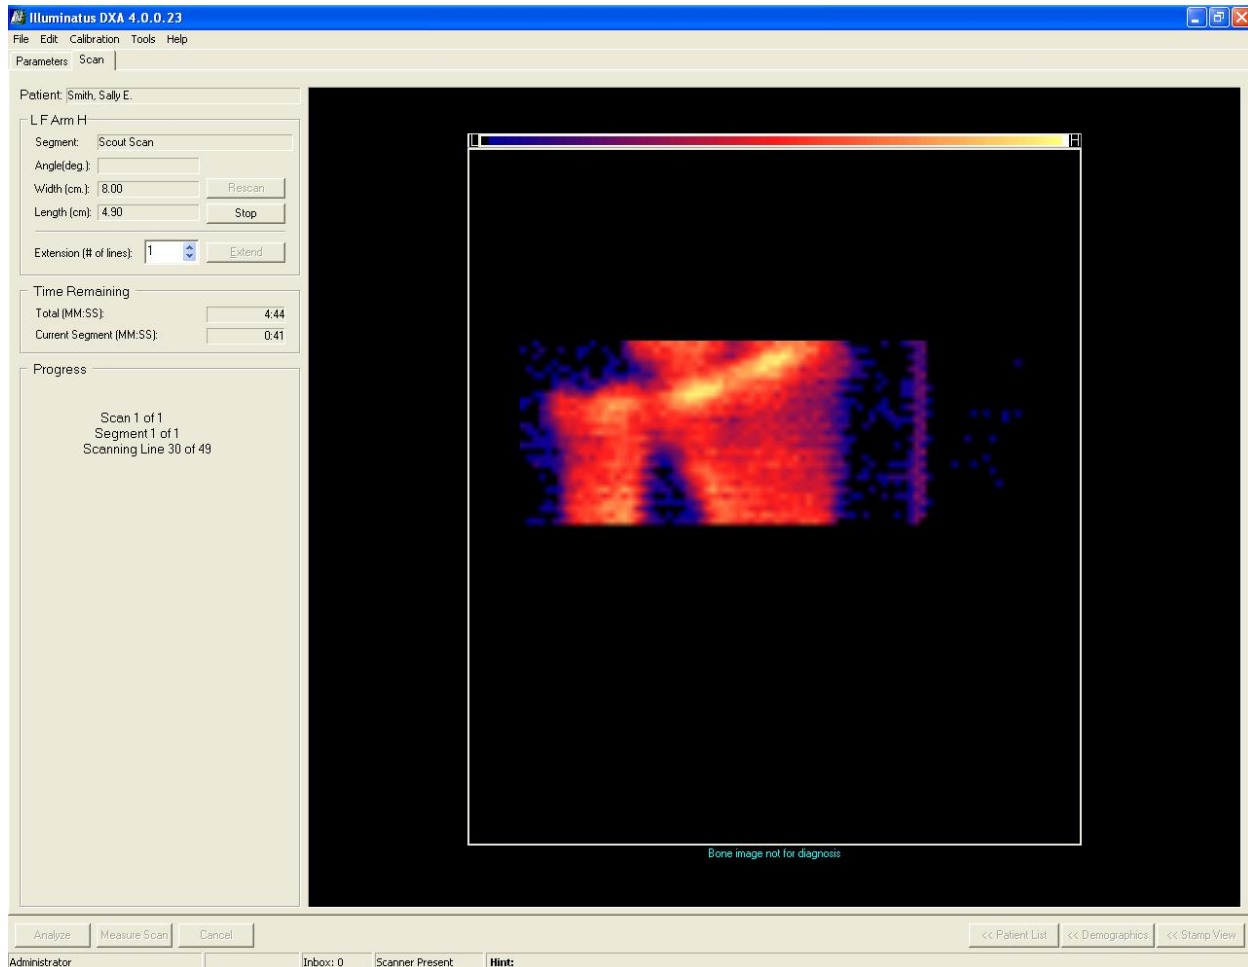 Illuminatus DXA 4.0.0.23
File Edit Calibration Tools Help
Parameters Scan
Patient: Smith, Sally E.
L F Arm H
Segment: Scout Scan
Angle(deg.):
Width (cm.): 8.00 Rescan
Length (cm): 4.90 Stop
Extension (# of lines): 1 Extend
Time Remaining
Total (MM:SS): 4:44
Current Segment (MM:SS): 0:41
Progress
Scan 1 of 1
Segment 1 of 1
Scanning Line 30 of 49
L H
Bone image not for diagnosis
Analyze Measure Scan Cancel << Patient List << Demographics << Stamp View
Administrator Inbox: 0 Scanner Present Hint: